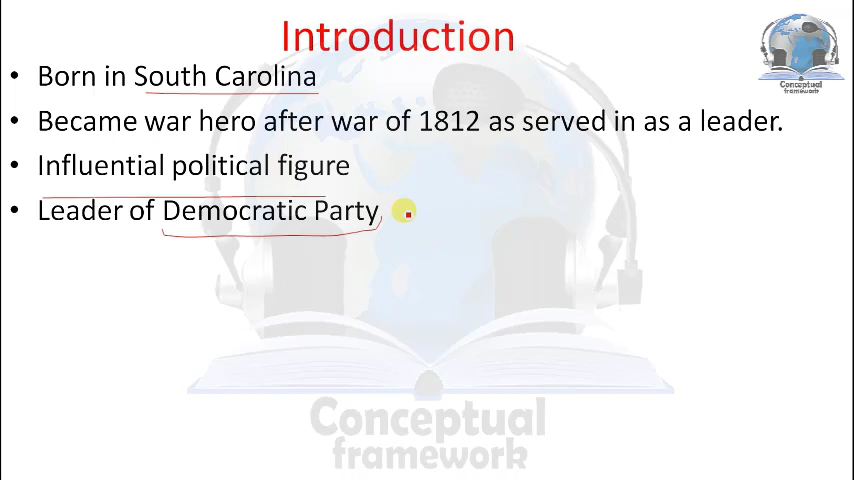 Introduction
• Born in South Carolina
• Became war hero after war of 1812 as served in as a leader.
• Influential political figure
• Leader of Democratic Party
Conceptual
framework
Conceptual
framework